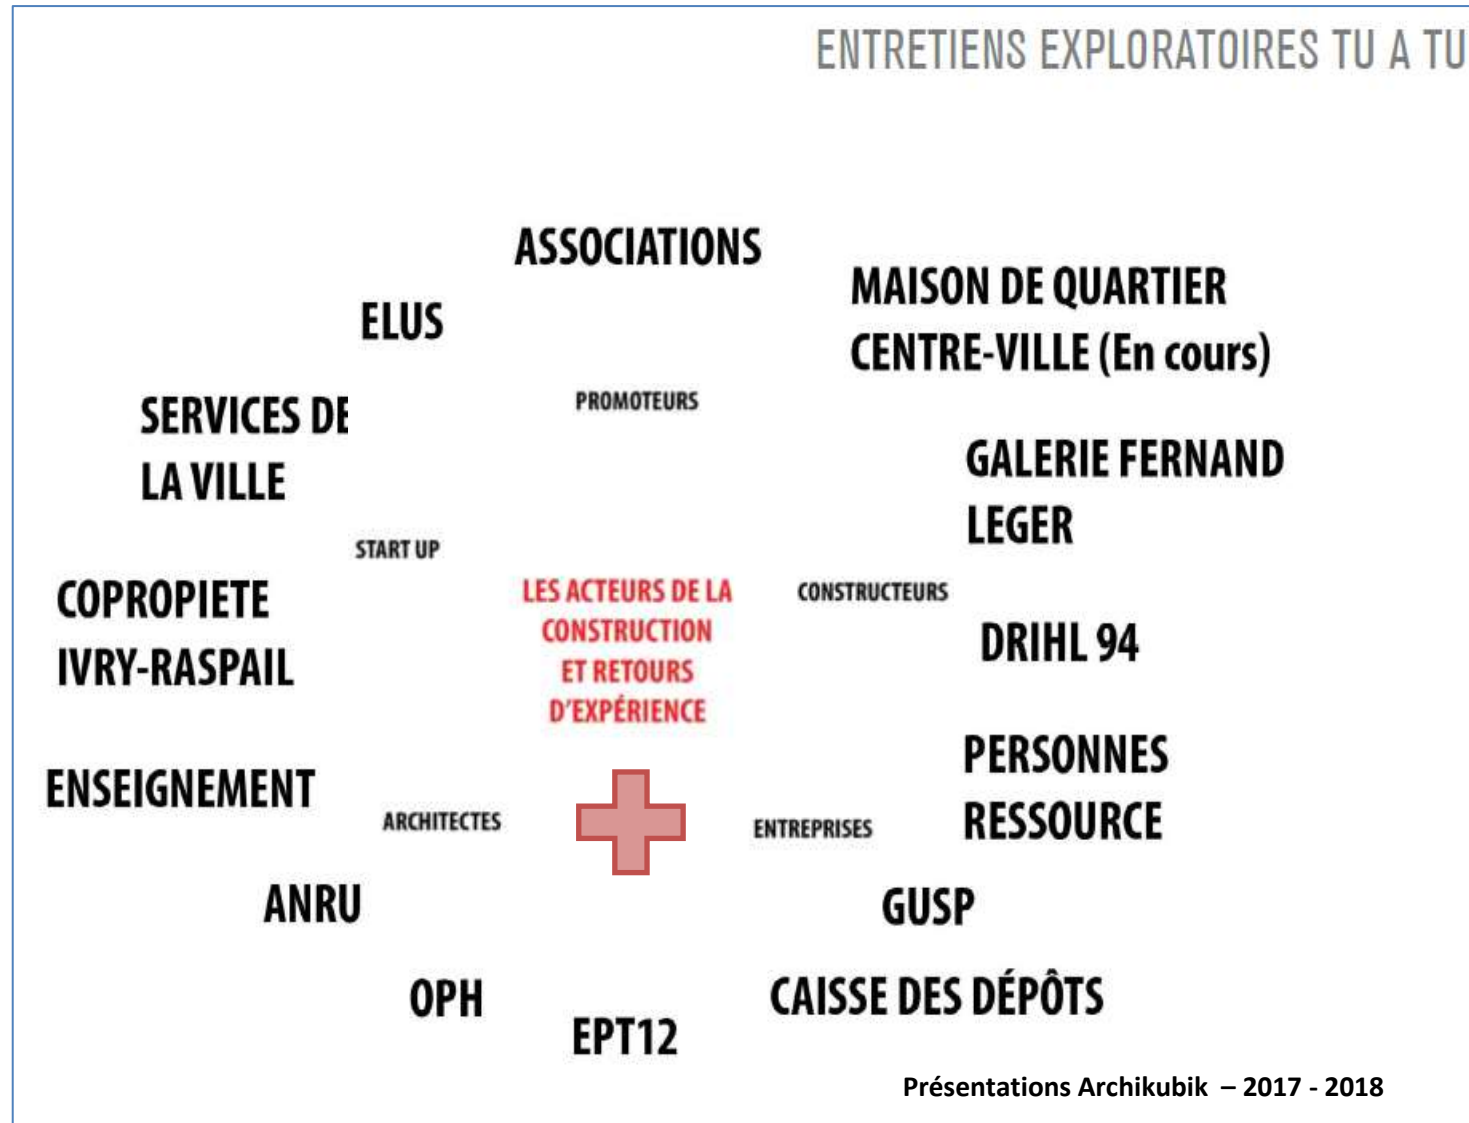 ENTRETIENS EXPLORATOIRES TU A TU
ASSOCIATIONS
MAISON DE QUARTIER
CENTRE-VILLE (En cours)
ELUS
PROMOTEURS
SERVICES DE
LA VILLE
GALERIE FERNAND
LEGER
START UP
COPROPIETE
IVRY-RASPAIL
LES ACTEURS DE LA
CONSTRUCTION
ET RETOURS
D'EXPÉRIENCE
CONSTRUCTEURS
DRIHL 94
PERSONNES
RESSOURCE
ENSEIGNEMENT
ARCHITECTES
ENTREPRISES
ANRU
GUSP
OPH
CAISSE DES DÉPÔTS
EPT12
Présentations Archikubik – 2017 - 2018